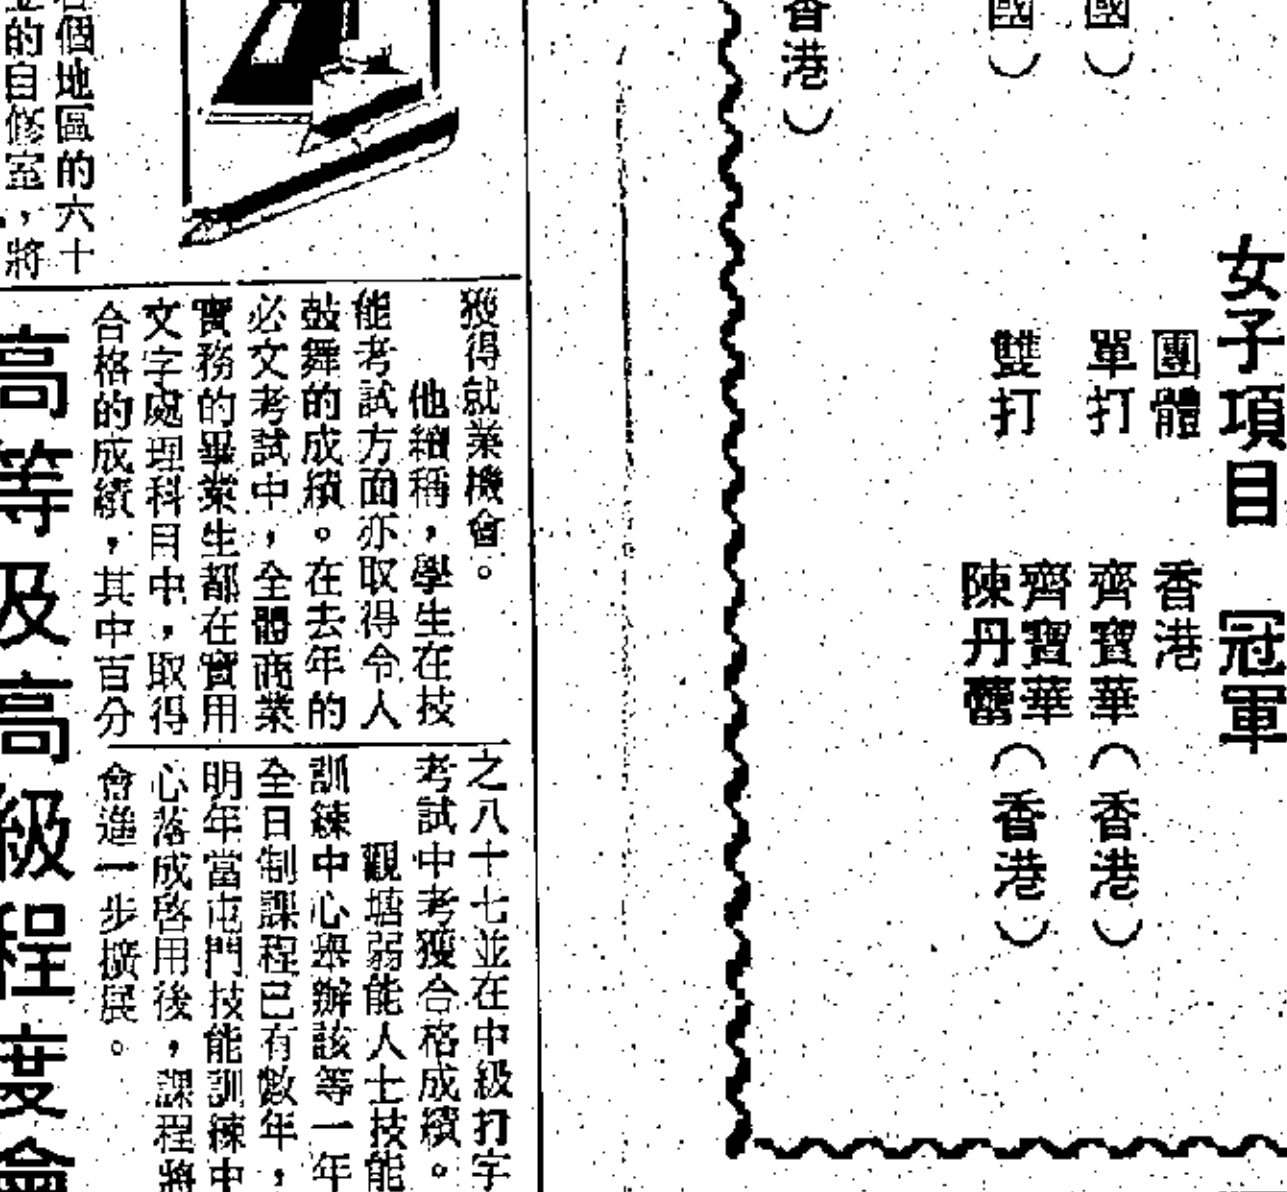 女子項目　冠軍
團體　香港
單打　齊寶華（香港）
雙打　齊寶華（香港）
陳丹蕾
國）
國）
香港）
獲得就業機會。
他續稱，學生在技
能考試方面亦取得令人
鼓舞的成績。在去年的
必文考試中，全體商業
實務的畢業生都在實用
文字處理科目中，取得
合格的成績，其中百分
之八十七並在中級打字
考試中考獲合格成績。
觀塘弱能人士技能
訓練中心舉辦該等一年
全日制課程已有數年，
明年當屯門技能訓練中
心落成啓用後，課程將
會進一步擴展。
個地區的六十
的自修室，將
高等及高級程度會